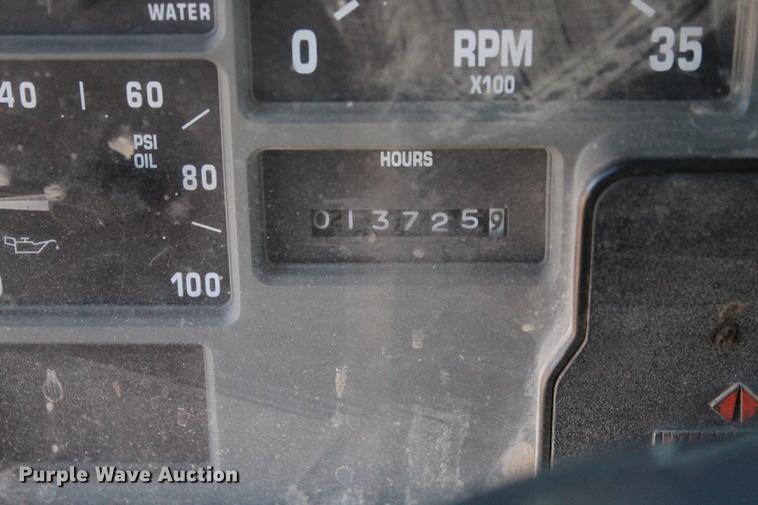 WATER
0 RPM 35
X100
40 60
PSI
OIL
80
100
HOURS
0137259
Purple Wave Auction